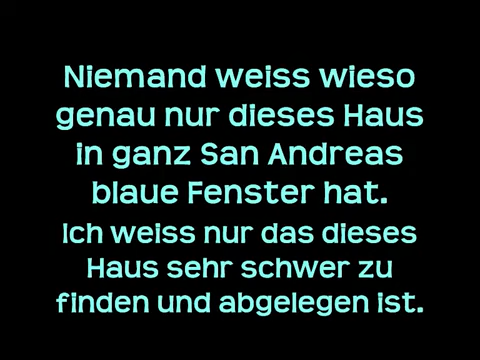 Niemand weiss wieso
genau nur dieses Haus
in ganz San Andreas
blaue Fenster hat.
Ich weiss nur das dieses
Haus sehr schwer zu
finden und abgelegen ist.